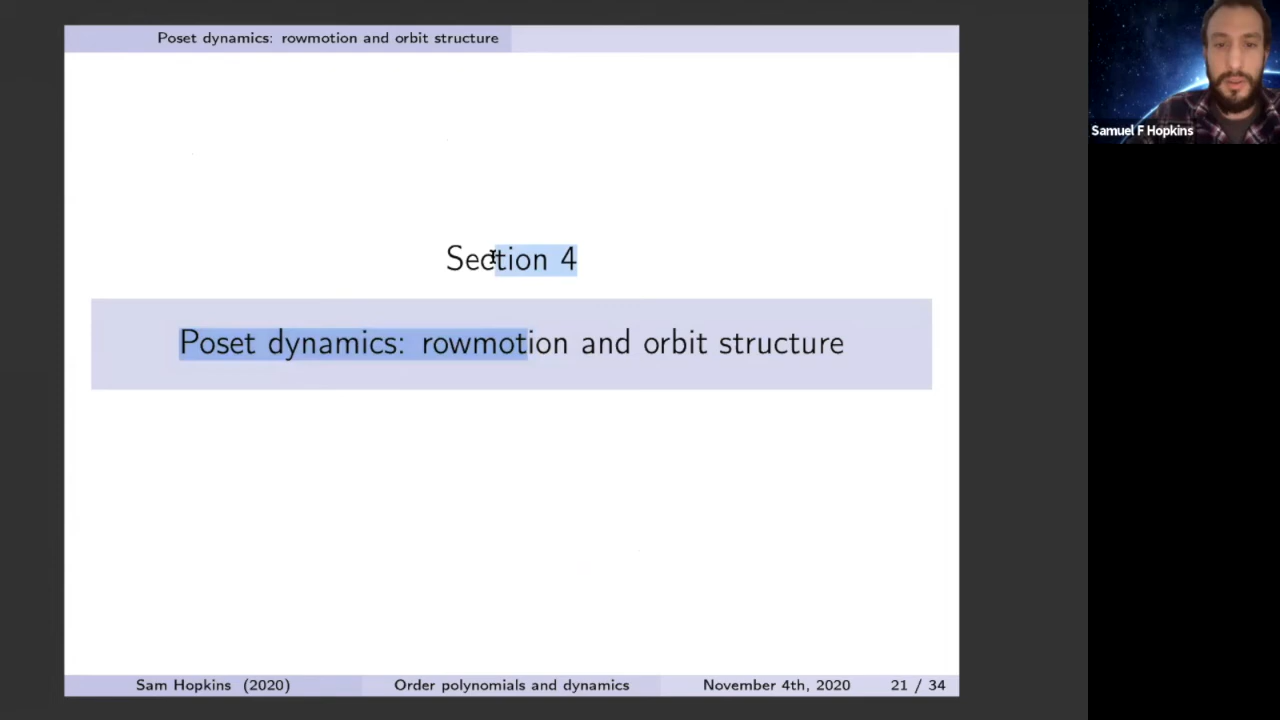 Poset dynamics: rowmotion and orbit structure
Samuel F Hopkins
Section 4
Poset dynamics: rowmotion and orbit structure
Sam Hopkins (2020) Order polynomials and dynamics November 4th, 2020 21 / 34